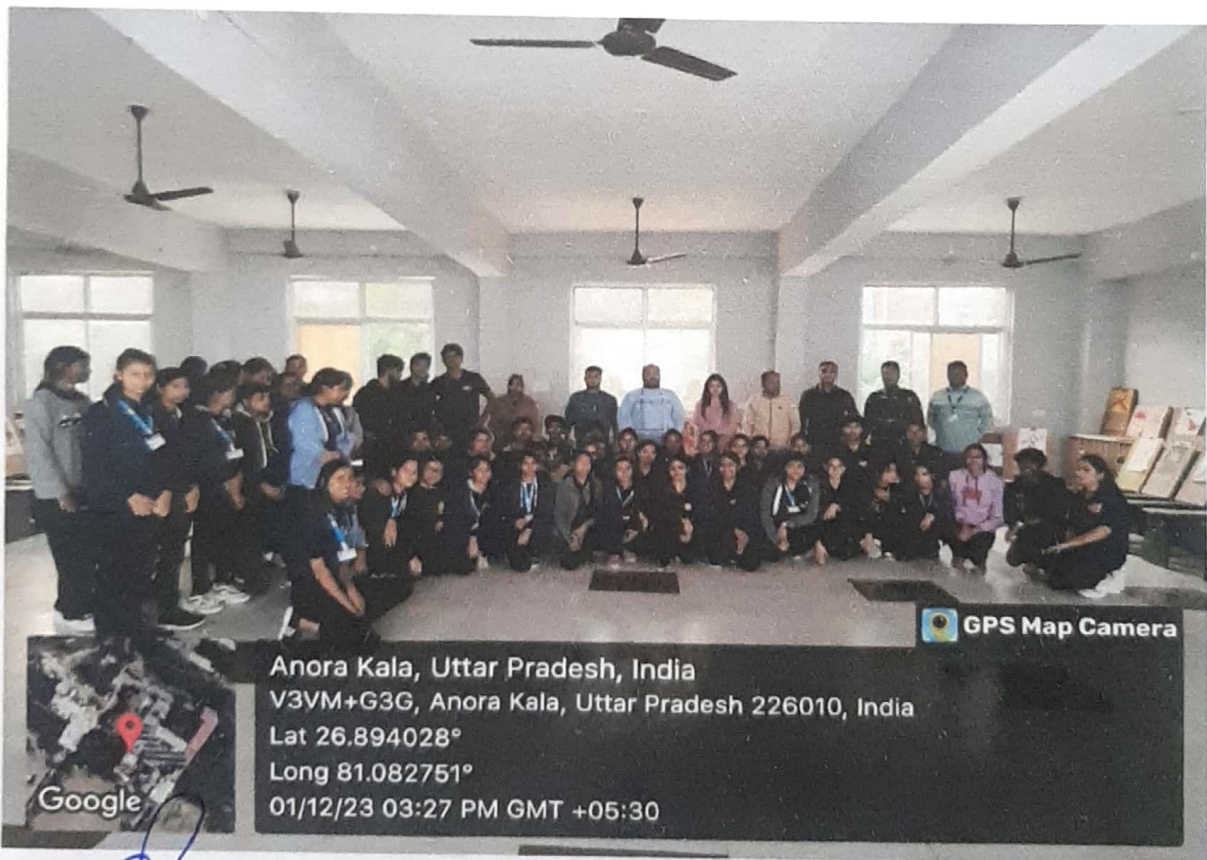 GPS Map Camera
Anora Kala, Uttar Pradesh, India
V3VM+G3G, Anora Kala, Uttar Pradesh 226010, India
Lat 26.894028°
Long 81.082751°
01/12/23 03:27 PM GMT +05:30
Google